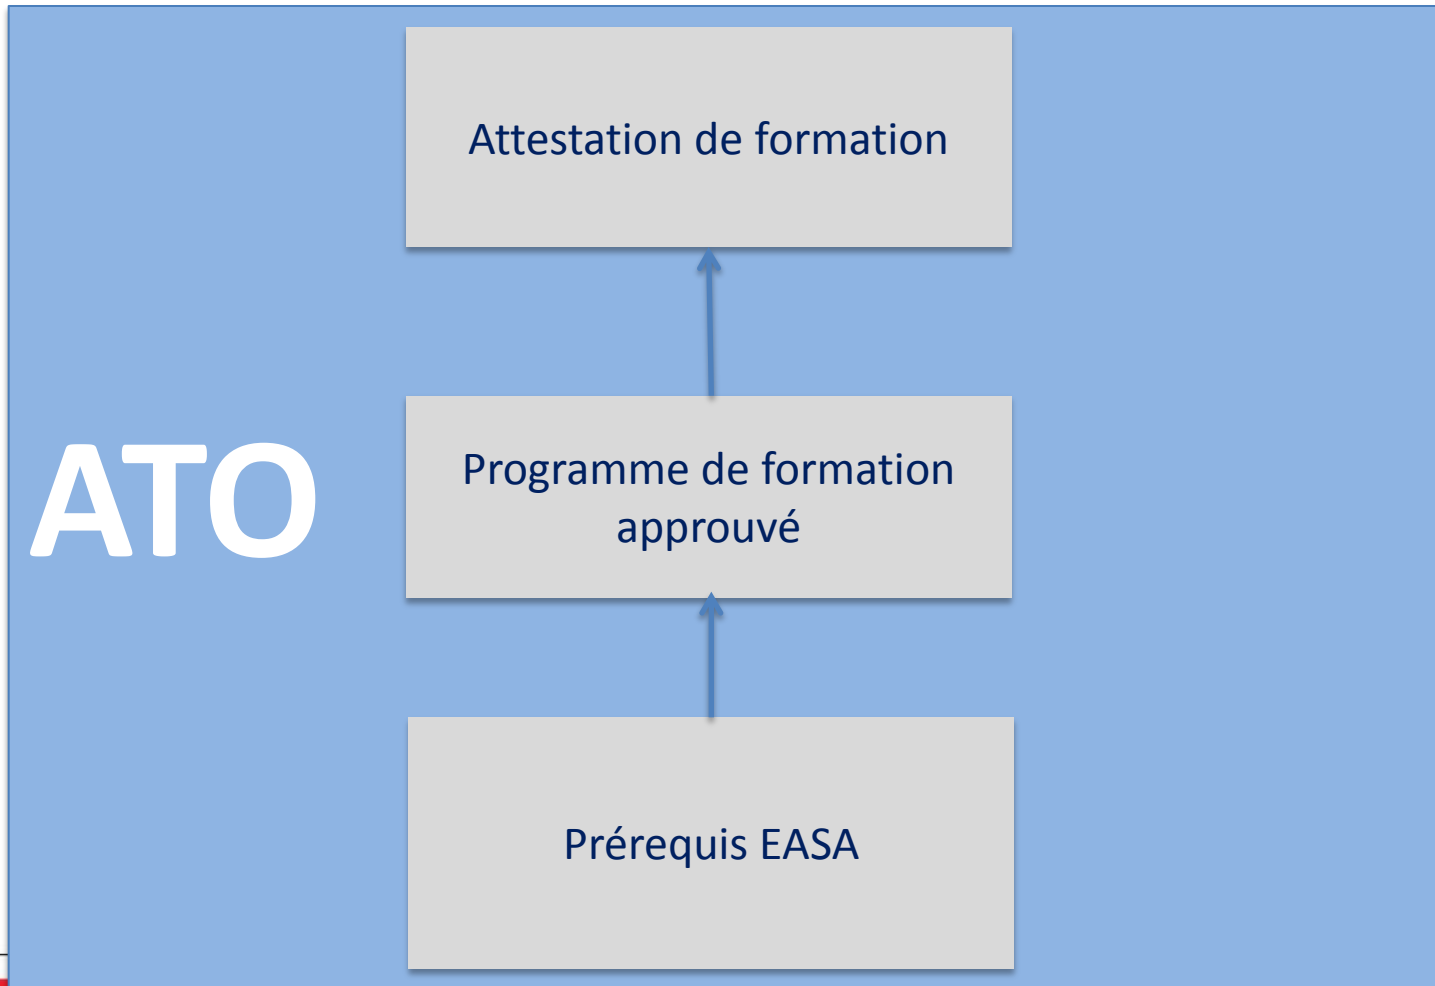 Attestation de formation
ATO
Programme de formation
approuvé
Prérequis EASA